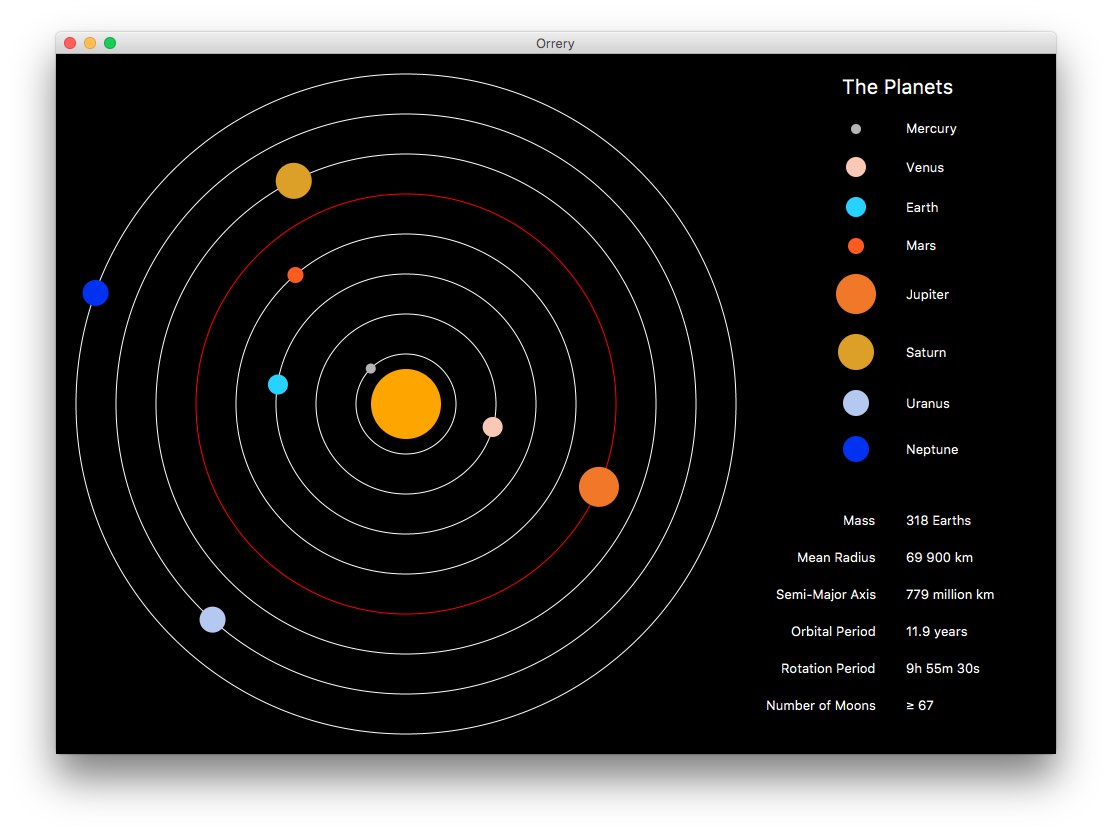 Orrery
The Planets
Mercury
Venus
Earth
Mars
Jupiter
Saturn
Uranus
Neptune
Mass 318 Earths
Mean Radius 69 900 km
Semi-Major Axis 779 million km
Orbital Period 11.9 years
Rotation Period 9h 55m 30s
Number of Moons ≥ 67